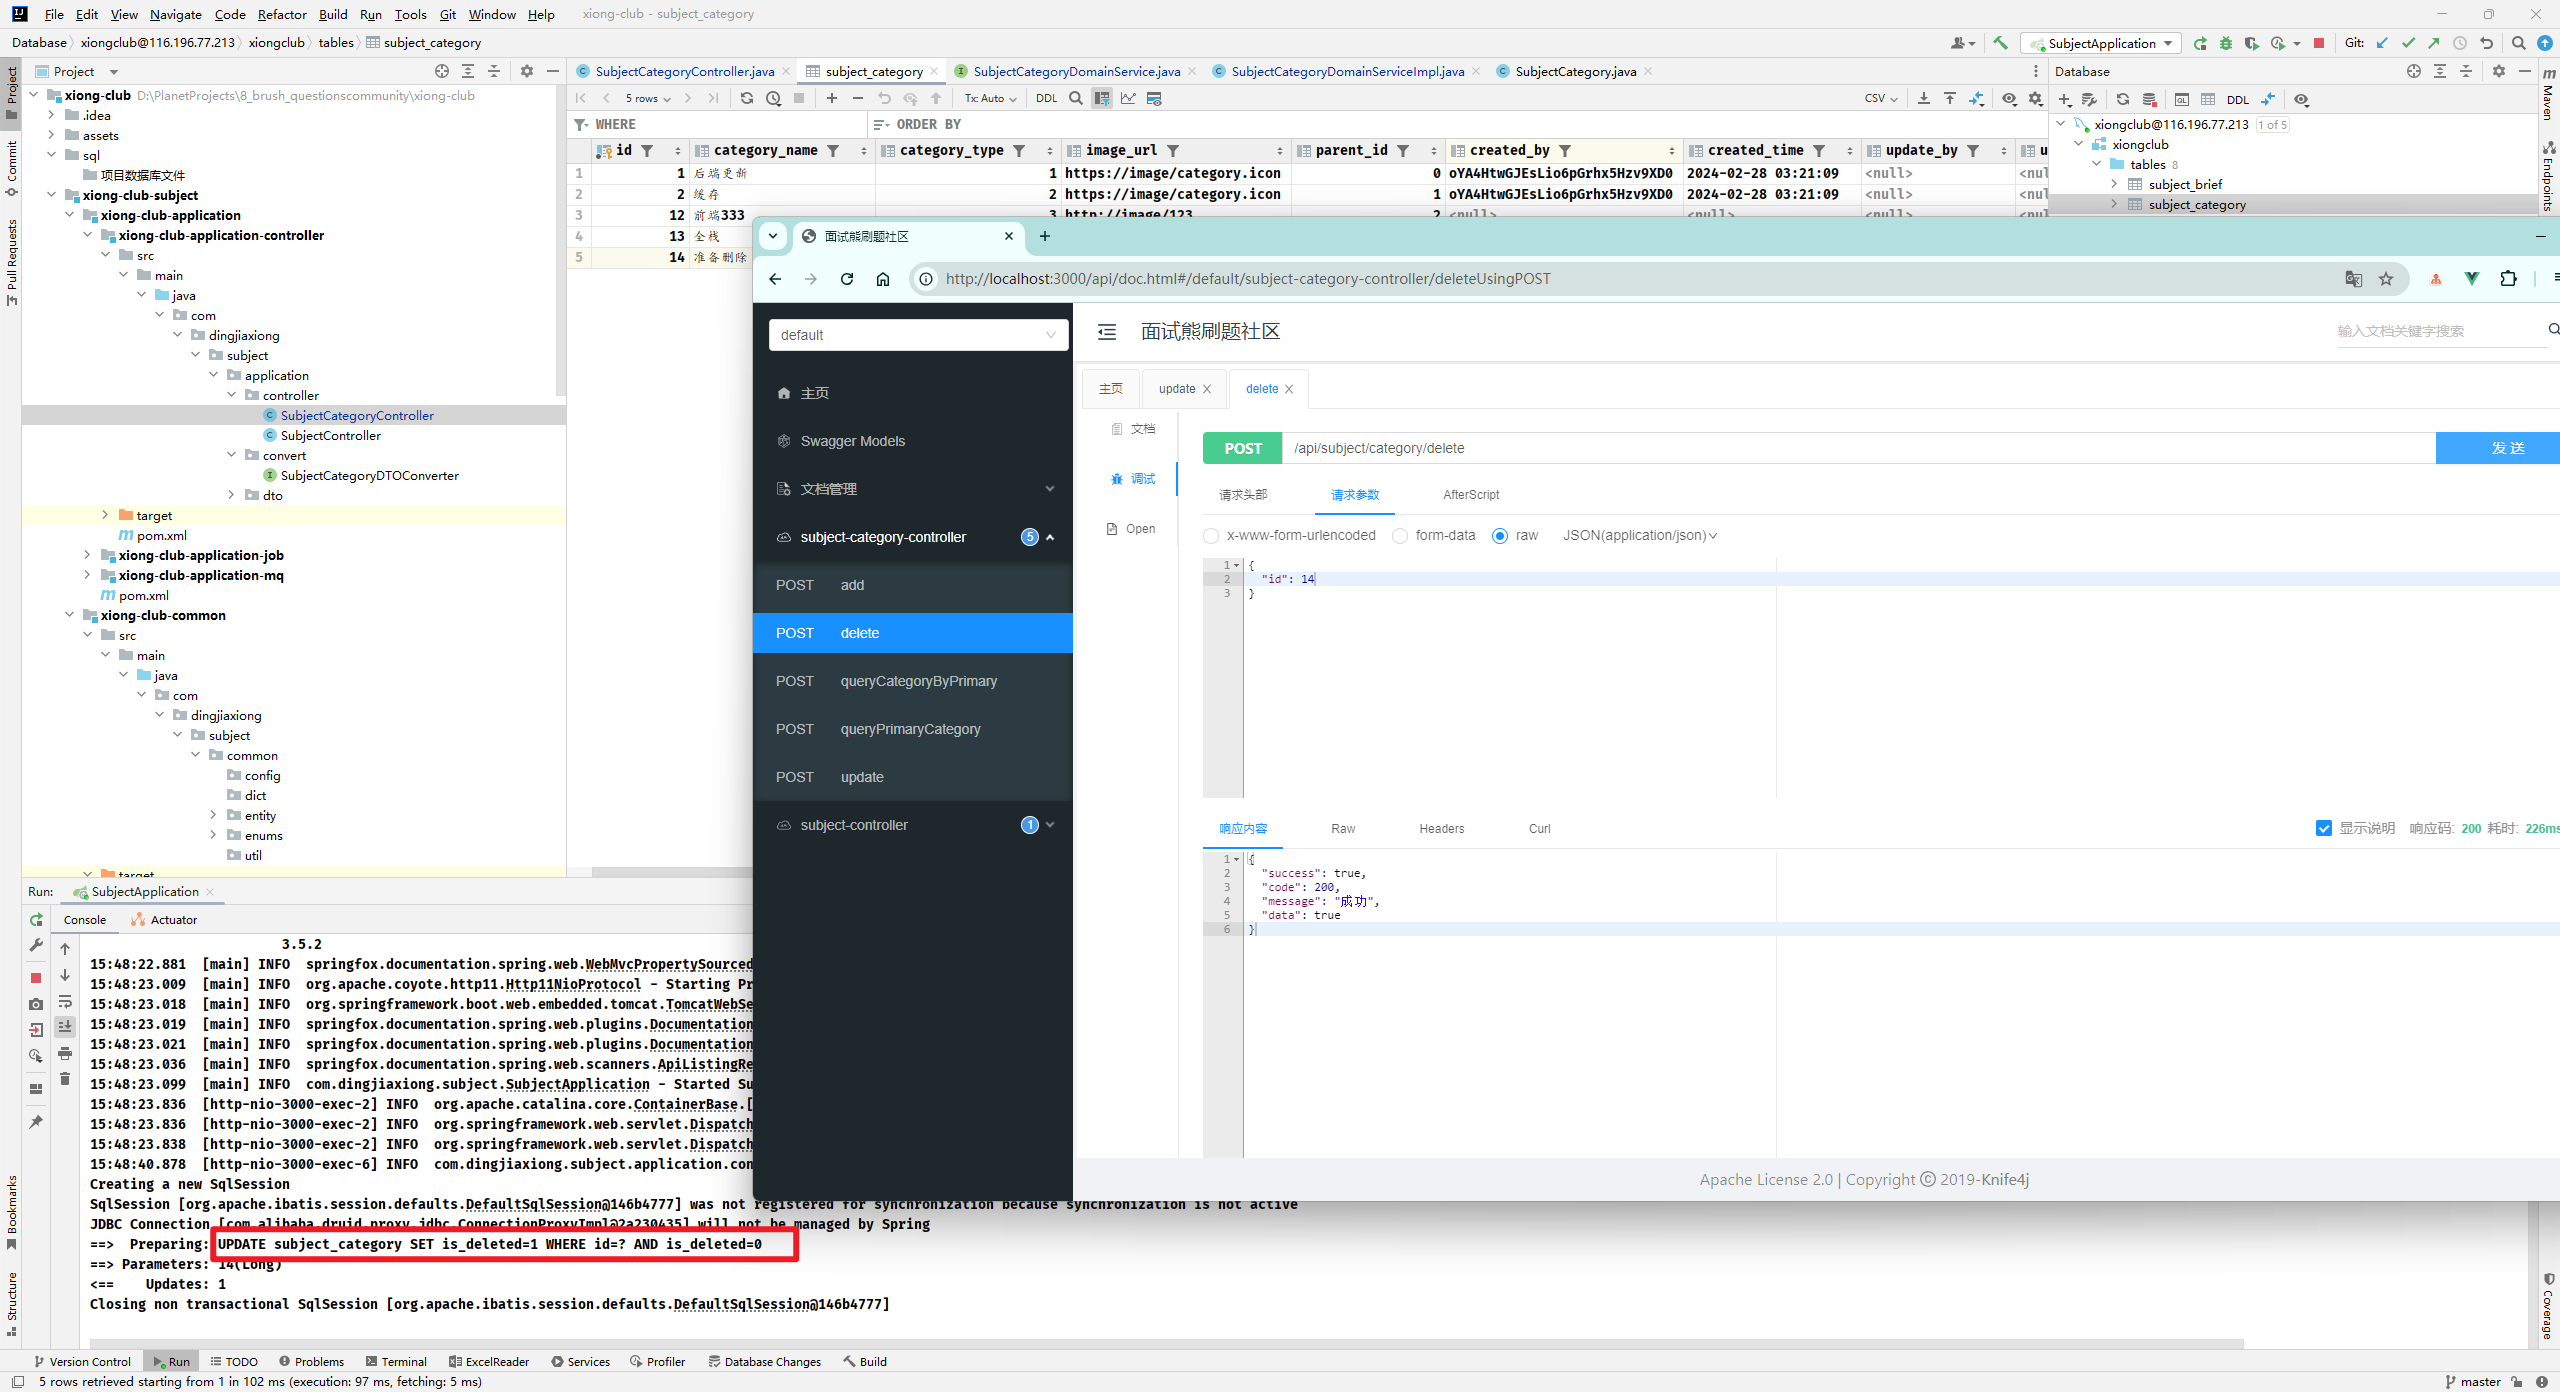 File Edit View Navigate Code Refactor Build Run Tools Git Window Help xiong-club - subject_category
Database xiongclub@116.196.77.213 xiongclub tables subject_category
SubjectApplication Git:
Project
SubjectCategoryController.java subject_category SubjectCategoryDomainService.java SubjectCategoryDomainServiceImpl.java SubjectCategory.java
Database
5 rows Tx: Auto DDL CSV
DDL
WHERE ORDER BY
id category_name category_type image_url parent_id created_by created_time update_by
1 1 后端更新 1 https://image/category.icon 0 oYA4HtwGJEsLio6pGrhx5Hzv9XD0 2024-02-28 03:21:09 <null>
2 2 缓存 2 https://image/category.icon 1 oYA4HtwGJEsLio6pGrhx5Hzv9XD0 2024-02-28 03:21:09 <null>
3 12 前端333 3 http://image/123 2 <null> <null> <null>
4 13 全栈
5 14 准备删除
xiongclub@116.196.77.213 1 of 5
xiongclub
tables 8
subject_brief
subject_category
Project
Commit
Pull Requests
Bookmarks
Structure
Maven
Endpoints
Coverage
xiong-club D:\PlanetProjects\8_brush_questionscommunity\xiong-club
.idea
assets
sql
项目数据库文件
xiong-club-subject
xiong-club-application
xiong-club-application-controller
src
main
java
com
dingjiaxiong
subject
application
controller
SubjectCategoryController
SubjectController
convert
SubjectCategoryDTOConverter
dto
target
pom.xml
xiong-club-application-job
xiong-club-application-mq
pom.xml
xiong-club-common
src
main
java
com
dingjiaxiong
subject
common
config
dict
entity
enums
util
target
面试熊刷题社区
http://localhost:3000/api/doc.html#/default/subject-category-controller/deleteUsingPOST
default
面试熊刷题社区
输入文档关键字搜索
主页
Swagger Models
文档管理
subject-category-controller 5
POST add
POST delete
POST queryCategoryByPrimary
POST queryPrimaryCategory
POST update
subject-controller 1
主页 update delete
文档
调试
Open
POST /api/subject/category/delete 发 送
请求头部 请求参数 AfterScript
x-www-form-urlencoded form-data raw JSON(application/json)
1 {
2 "id": 14
3 }
响应内容 Raw Headers Curl 显示说明 响应码: 200 耗时: 226ms
1 {
2 "success": true,
3 "code": 200,
4 "message": "成功",
5 "data": true
6 }
Apache License 2.0 | Copyright © 2019-Knife4j
Run: SubjectApplication
Console Actuator
3.5.2
15:48:22.881 [main] INFO springfox.documentation.spring.web.WebMvcPropertySourced
15:48:23.009 [main] INFO org.apache.coyote.http11.Http11NioProtocol - Starting Pr
15:48:23.018 [main] INFO org.springframework.boot.web.embedded.tomcat.TomcatWebSe
15:48:23.019 [main] INFO springfox.documentation.spring.web.plugins.Documentation
15:48:23.021 [main] INFO springfox.documentation.spring.web.plugins.Documentation
15:48:23.036 [main] INFO springfox.documentation.spring.web.scanners.ApiListingRe
15:48:23.099 [main] INFO com.dingjiaxiong.subject.SubjectApplication - Started Su
15:48:23.836 [http-nio-3000-exec-2] INFO org.apache.catalina.core.ContainerBase.[
15:48:23.836 [http-nio-3000-exec-2] INFO org.springframework.web.servlet.Dispatch
15:48:23.838 [http-nio-3000-exec-2] INFO org.springframework.web.servlet.Dispatch
15:48:40.878 [http-nio-3000-exec-6] INFO com.dingjiaxiong.subject.application.con
Creating a new SqlSession
SqlSession [org.apache.ibatis.session.defaults.DefaultSqlSession@146b4777] was not registered for synchronization because synchronization is not active
JDBC Connection [com.alibaba.druid.proxy.jdbc.ConnectionProxyImpl@2a230435] will not be managed by Spring
==> Preparing: UPDATE subject_category SET is_deleted=1 WHERE id=? AND is_deleted=0
==> Parameters: 14(Long)
<== Updates: 1
Closing non transactional SqlSession [org.apache.ibatis.session.defaults.DefaultSqlSession@146b4777]
Version Control Run TODO Problems Terminal ExcelReader Services Profiler Database Changes Build
5 rows retrieved starting from 1 in 102 ms (execution: 97 ms, fetching: 5 ms) master